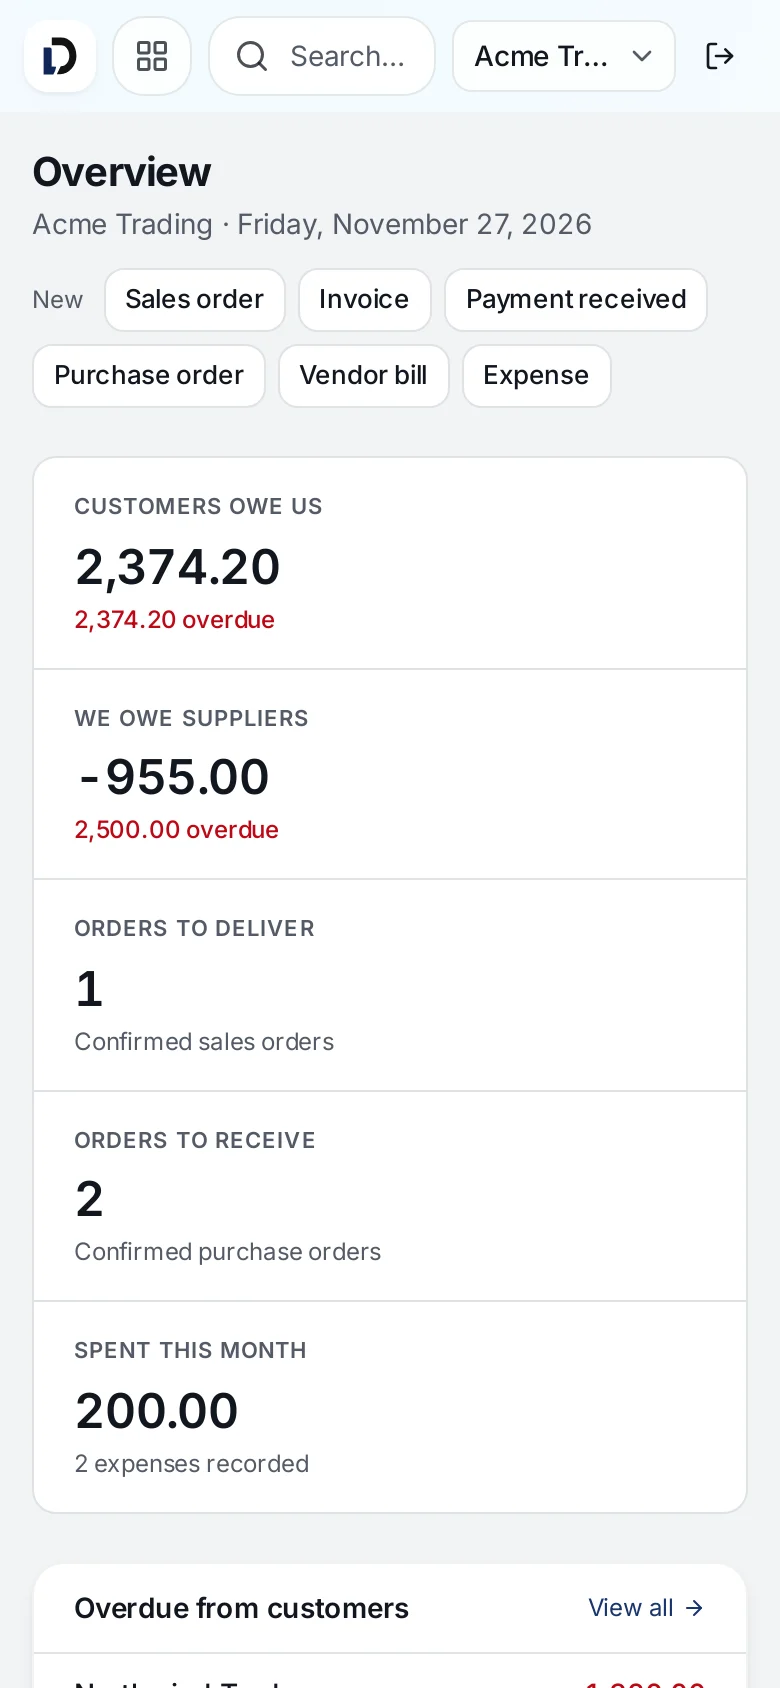 Search...
Acme Tr...
Overview
Acme Trading · Friday, November 27, 2026
New
Sales order
Invoice
Payment received
Purchase order
Vendor bill
Expense
CUSTOMERS OWE US
2,374.20
2,374.20 overdue
WE OWE SUPPLIERS
-955.00
2,500.00 overdue
ORDERS TO DELIVER
1
Confirmed sales orders
ORDERS TO RECEIVE
2
Confirmed purchase orders
SPENT THIS MONTH
200.00
2 expenses recorded
Overdue from customers
View all →